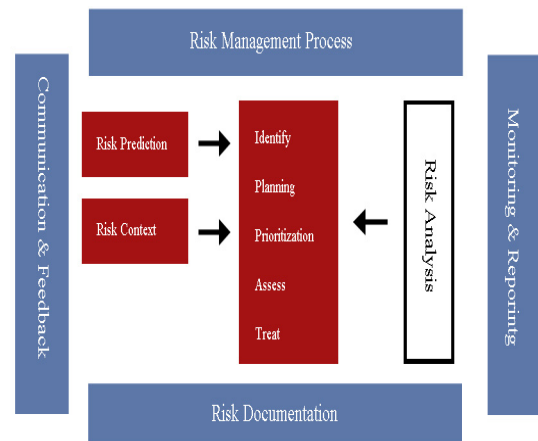 Risk Management Process
Communication & Feedback
Risk Prediction
Risk Context
Identify
Planning
Prioritization
Assess
Treat
Risk Analysis
Monitoring & Reporintg
Risk Documentation